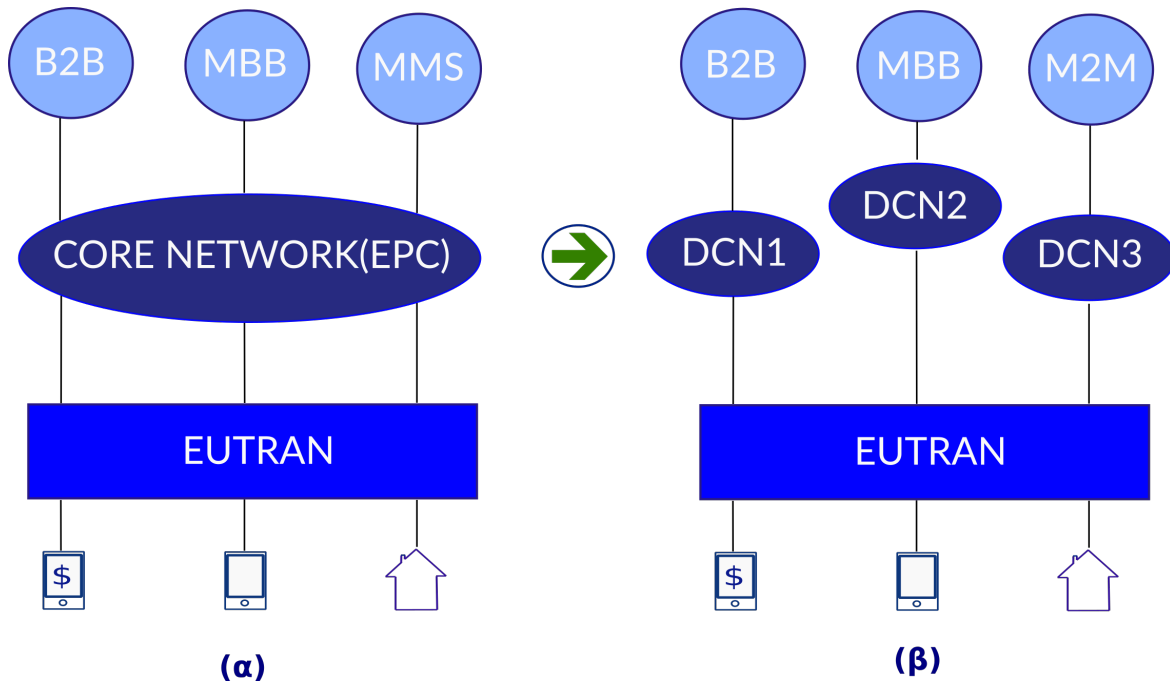 B2B
MBB
MMS
CORE NETWORK(EPC)
EUTRAN
$
(α)
B2B
MBB
M2M
DCN1
DCN2
DCN3
EUTRAN
$
(β)